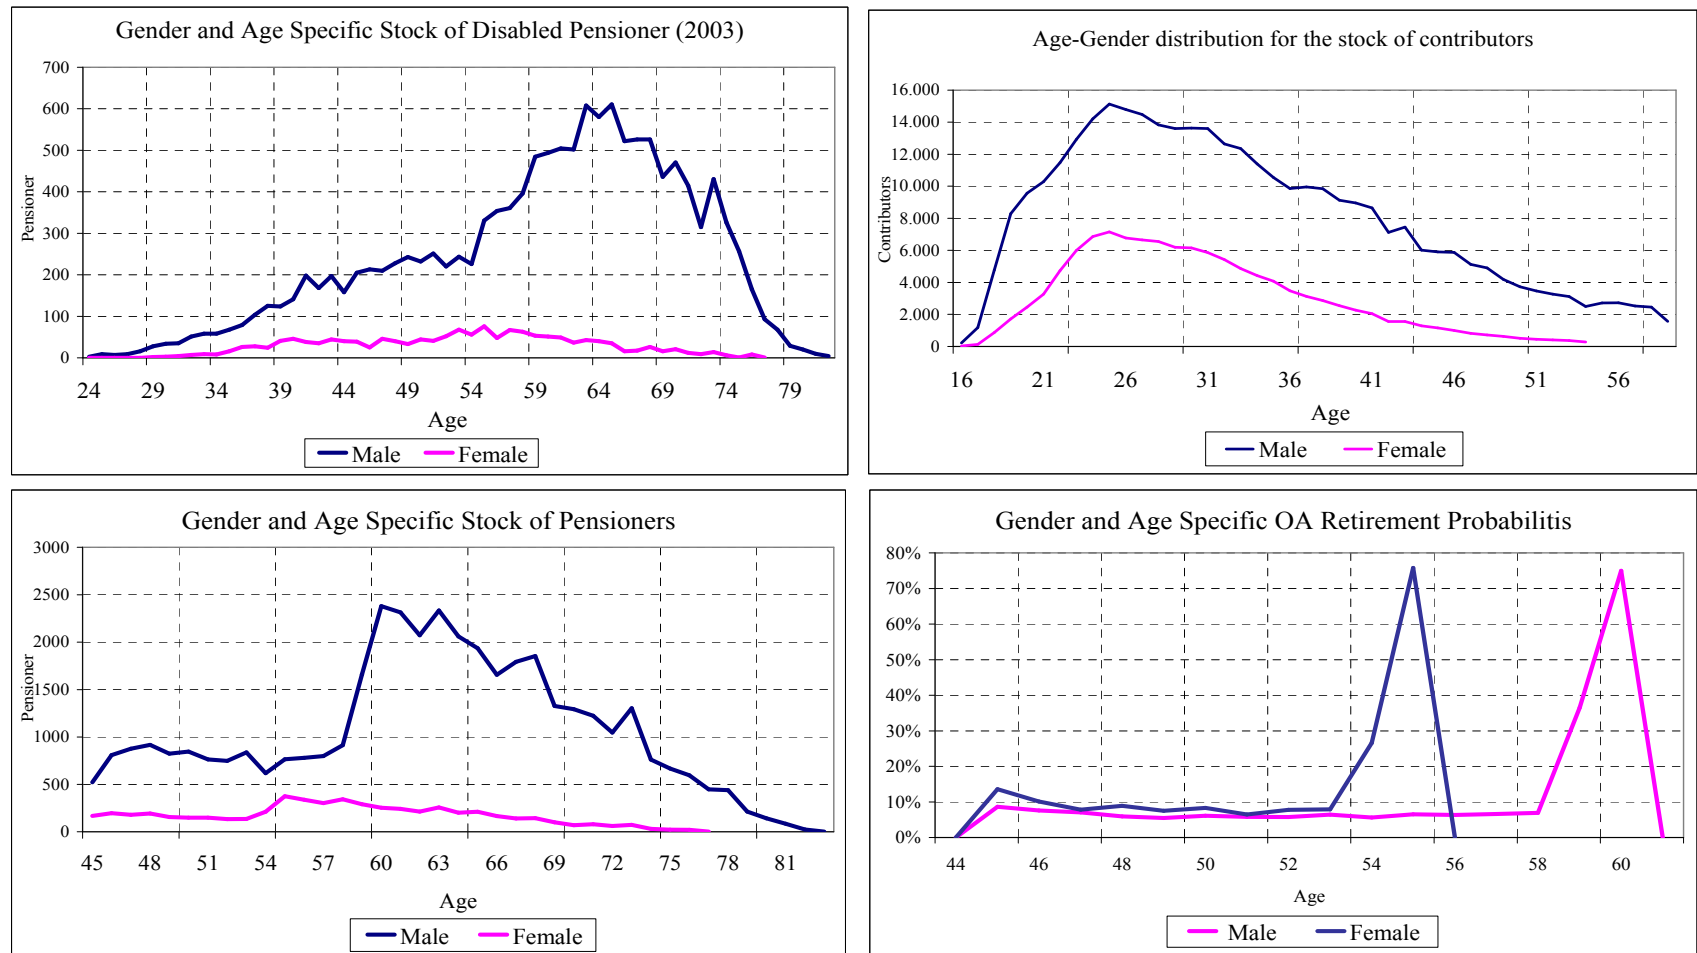 Gender and Age Specific Stock of Disabled Pensioner (2003)
700
600
500
400
300
200
100
0
Pensioner
24 29 34 39 44 49 54 59 64 69 74 79
Age
Male Female
Age-Gender distribution for the stock of contributors
16.000
14.000
12.000
10.000
8.000
6.000
4.000
2.000
0
Contributors
16 21 26 31 36 41 46 51 56
Age
Male Female
Gender and Age Specific Stock of Pensioners
3000
2500
2000
1500
1000
500
0
Pensioner
45 48 51 54 57 60 63 66 69 72 75 78 81
Age
Male Female
Gender and Age Specific OA Retirement Probabilitis
80%
70%
60%
50%
40%
30%
20%
10%
0%
44 46 48 50 52 54 56 58 60
Age
Male Female